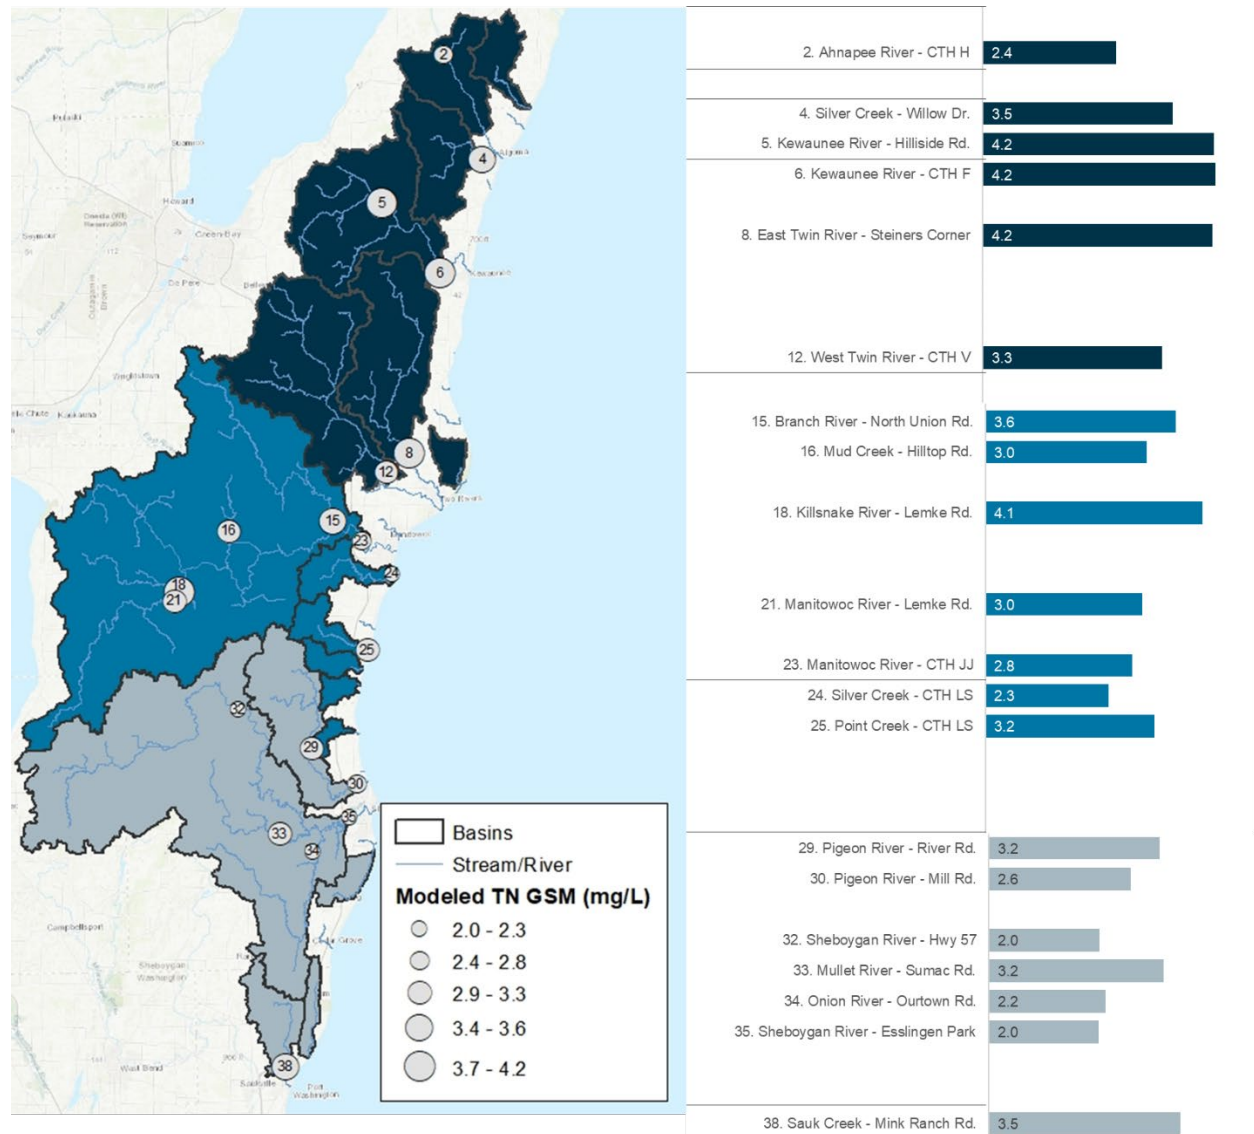 2. Ahnapee River - CTH H
2.4
4. Silver Creek - Willow Dr.
3.5
5. Kewaunee River - Hilliside Rd.
4.2
6. Kewaunee River - CTH F
4.2
8. East Twin River - Steiners Corner
4.2
12. West Twin River - CTH V
3.3
15. Branch River - North Union Rd.
3.6
16. Mud Creek - Hilltop Rd.
3.0
18. Killsnake River - Lemke Rd.
4.1
21. Manitowoc River - Lemke Rd.
3.0
23. Manitowoc River - CTH JJ
2.8
24. Silver Creek - CTH LS
2.3
25. Point Creek - CTH LS
3.2
29. Pigeon River - River Rd.
3.2
30. Pigeon River - Mill Rd.
2.6
32. Sheboygan River - Hwy 57
2.0
33. Mullet River - Sumac Rd.
3.2
34. Onion River - Ourtown Rd.
2.2
35. Sheboygan River - Esslingen Park
2.0
38. Sauk Creek - Mink Ranch Rd.
3.5
2
4
5
6
8
12
15
16
23
24
18
21
25
32
29
30
35
33
34
38
Pulaski
Suamico
Howard
Oneida (WI)
Reservation
Green Bay
Seymour
De Pere
Algoma
Kewaunee
42
Wrightstown
Kaukauna
Two Rivers
Campbellsport
Sheboygan
Washington
West Bend
Cedar Grove
Saukville
Port
Washington
Basins
Stream/River
Modeled TN GSM (mg/L)
2.0 - 2.3
2.4 - 2.8
2.9 - 3.3
3.4 - 3.6
3.7 - 4.2